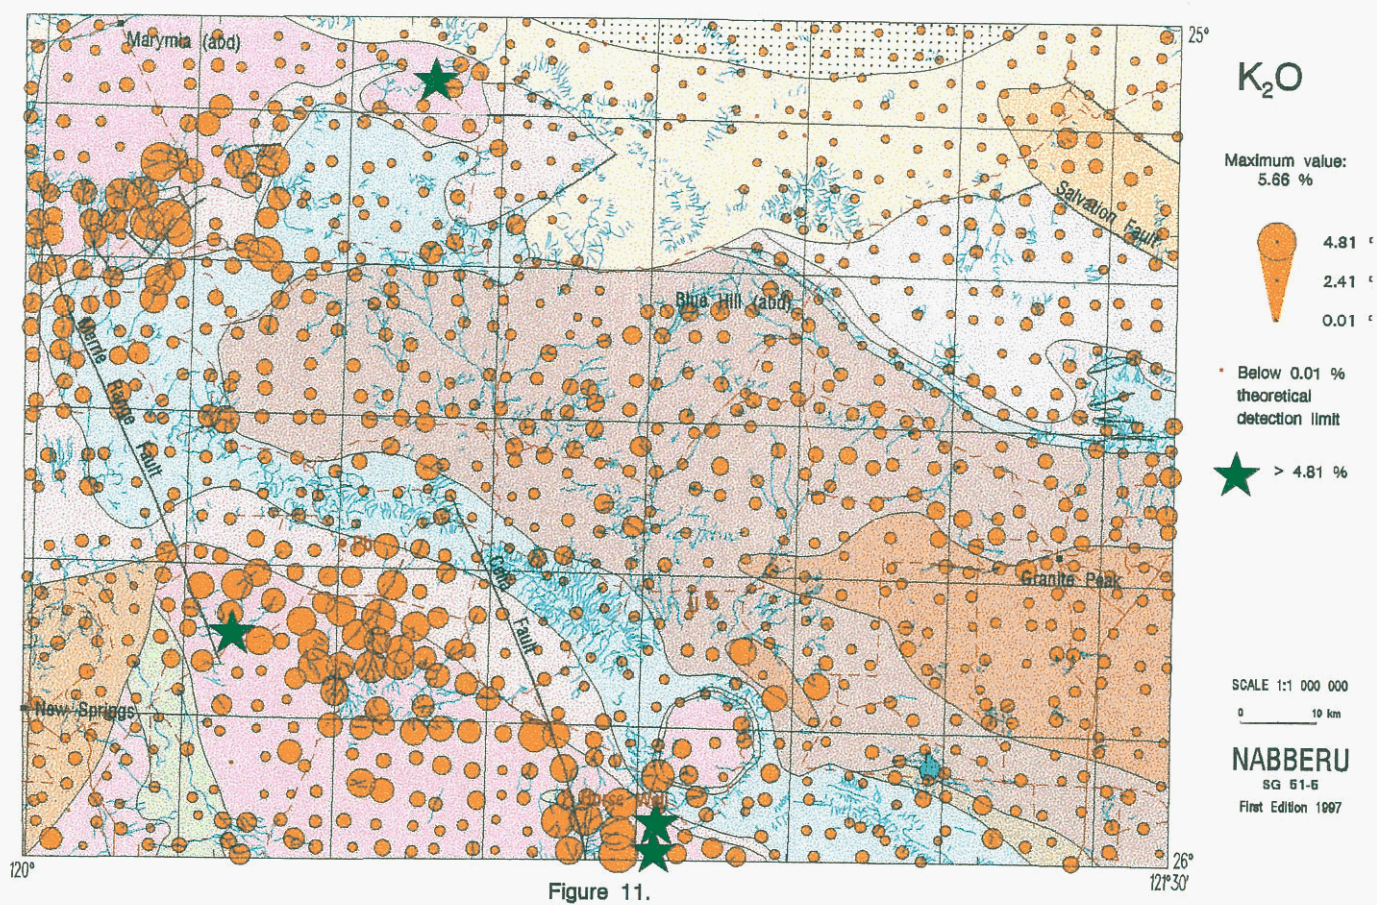 25°
K₂O
Marymia (abd)
Maximum value:
5.66 %
Salvation Fault
4.81
2.41
0.01
Blue Hill (abd)
Merrie Range Fault
Below 0.01 %
theoretical
detection limit
> 4.81 %
Pb
Fault
Granite Peak
U
New Springs
SCALE 1:1 000 000
0 10 km
NABBERU
SG 51-5
First Edition 1997
120°
26°
121°30'
Figure 11.